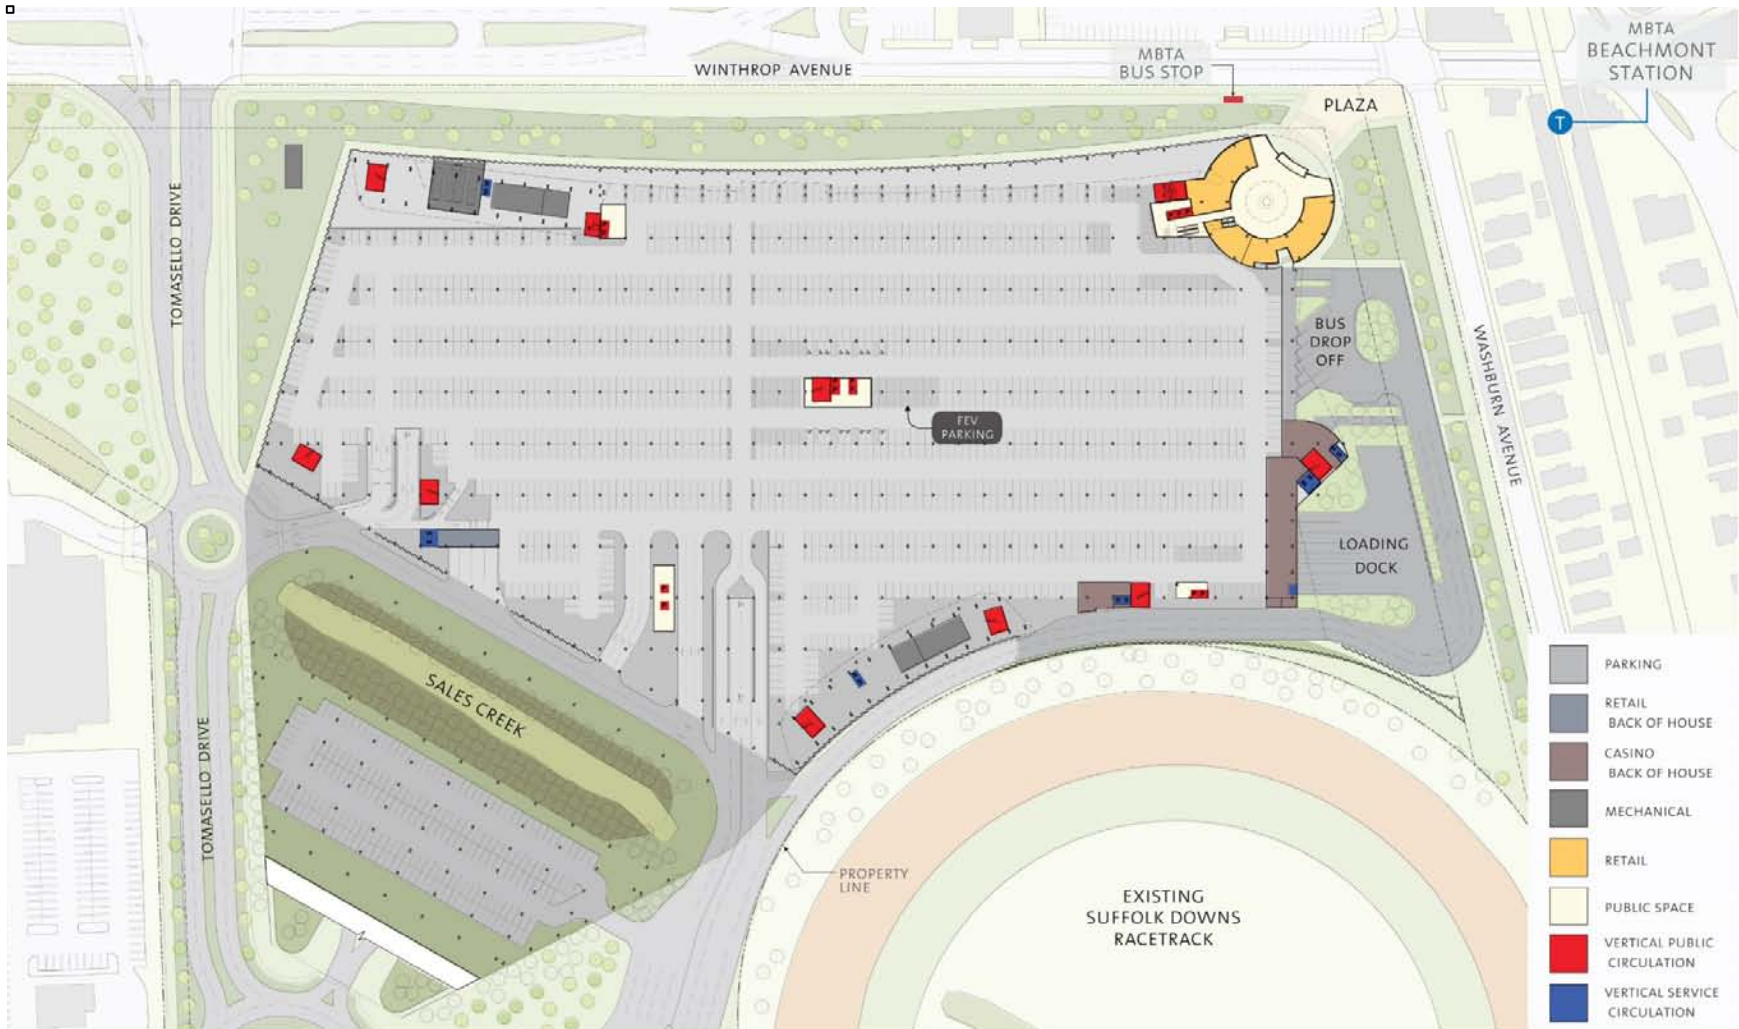 MBTA
BEACHMONT
STATION
MBTA
BUS STOP
WINTHROP AVENUE
PLAZA
T
TOMASELLO DRIVE
BUS
DROP
OFF
WASHBURN AVENUE
FEV
PARKING
LOADING
DOCK
SALES CREEK
TOMASELLO DRIVE
PROPERTY
LINE
EXISTING
SUFFOLK DOWNS
RACETRACK
PARKING
RETAIL
BACK OF HOUSE
CASINO
BACK OF HOUSE
MECHANICAL
RETAIL
PUBLIC SPACE
VERTICAL PUBLIC
CIRCULATION
VERTICAL SERVICE
CIRCULATION